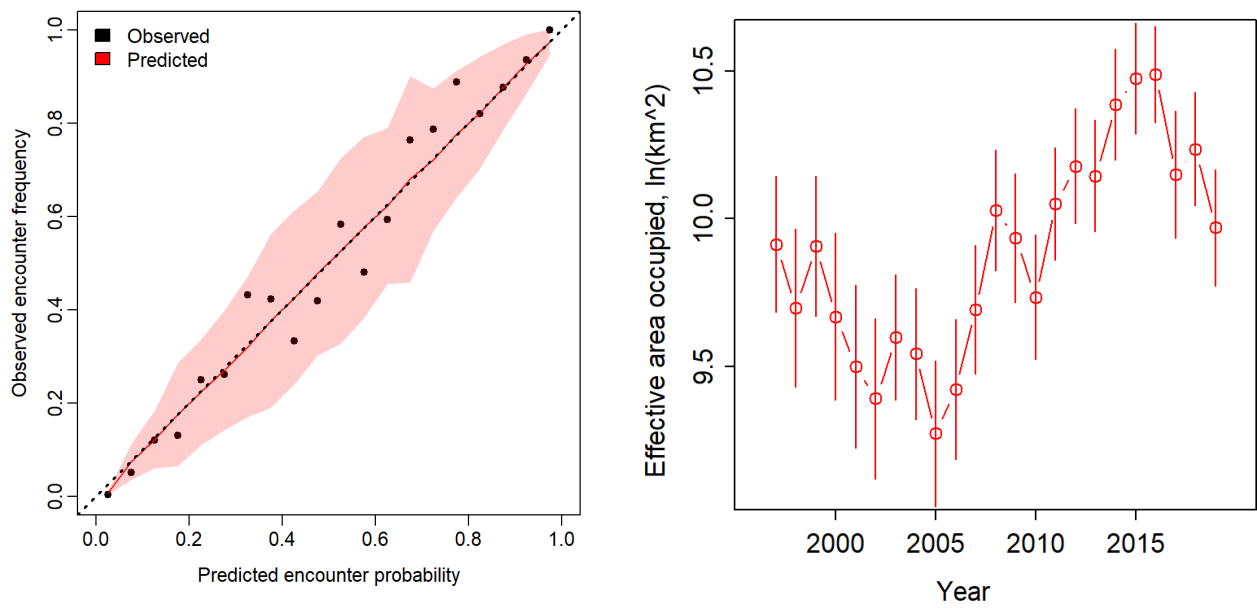 Observed
Predicted
1.0
0.8
0.6
0.4
0.2
0.0
Observed encounter frequency
0.0 0.2 0.4 0.6 0.8 1.0
Predicted encounter probability
10.5
10.0
9.5
Effective area occupied, ln(km^2)
2000 2005 2010 2015
Year